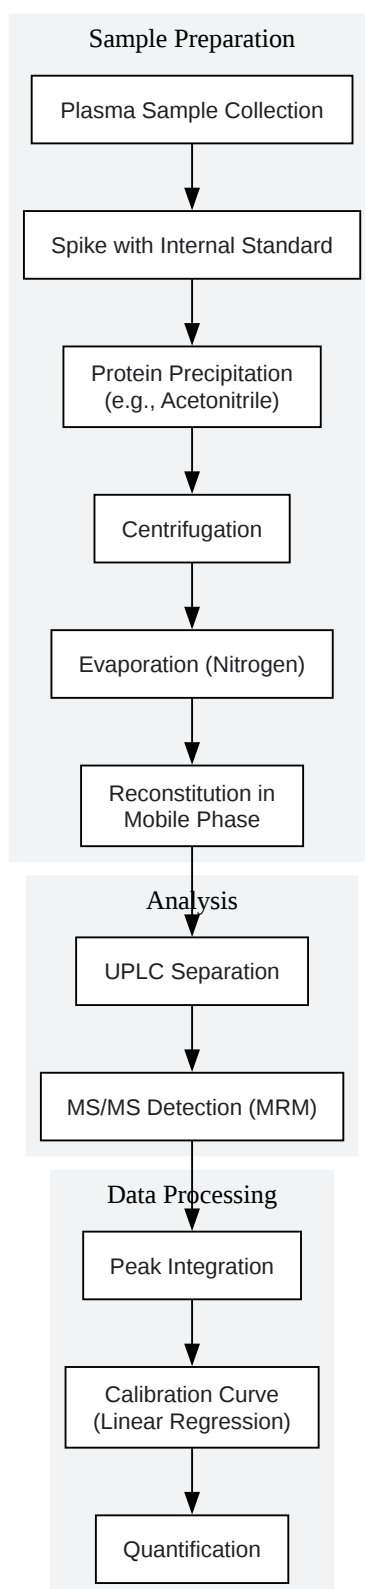 Sample Preparation
Plasma Sample Collection
Spike with Internal Standard
Protein Precipitation
(e.g., Acetonitrile)
Centrifugation
Evaporation (Nitrogen)
Reconstitution in
Mobile Phase
Analysis
UPLC Separation
MS/MS Detection (MRM)
Data Processing
Peak Integration
Calibration Curve
(Linear Regression)
Quantification